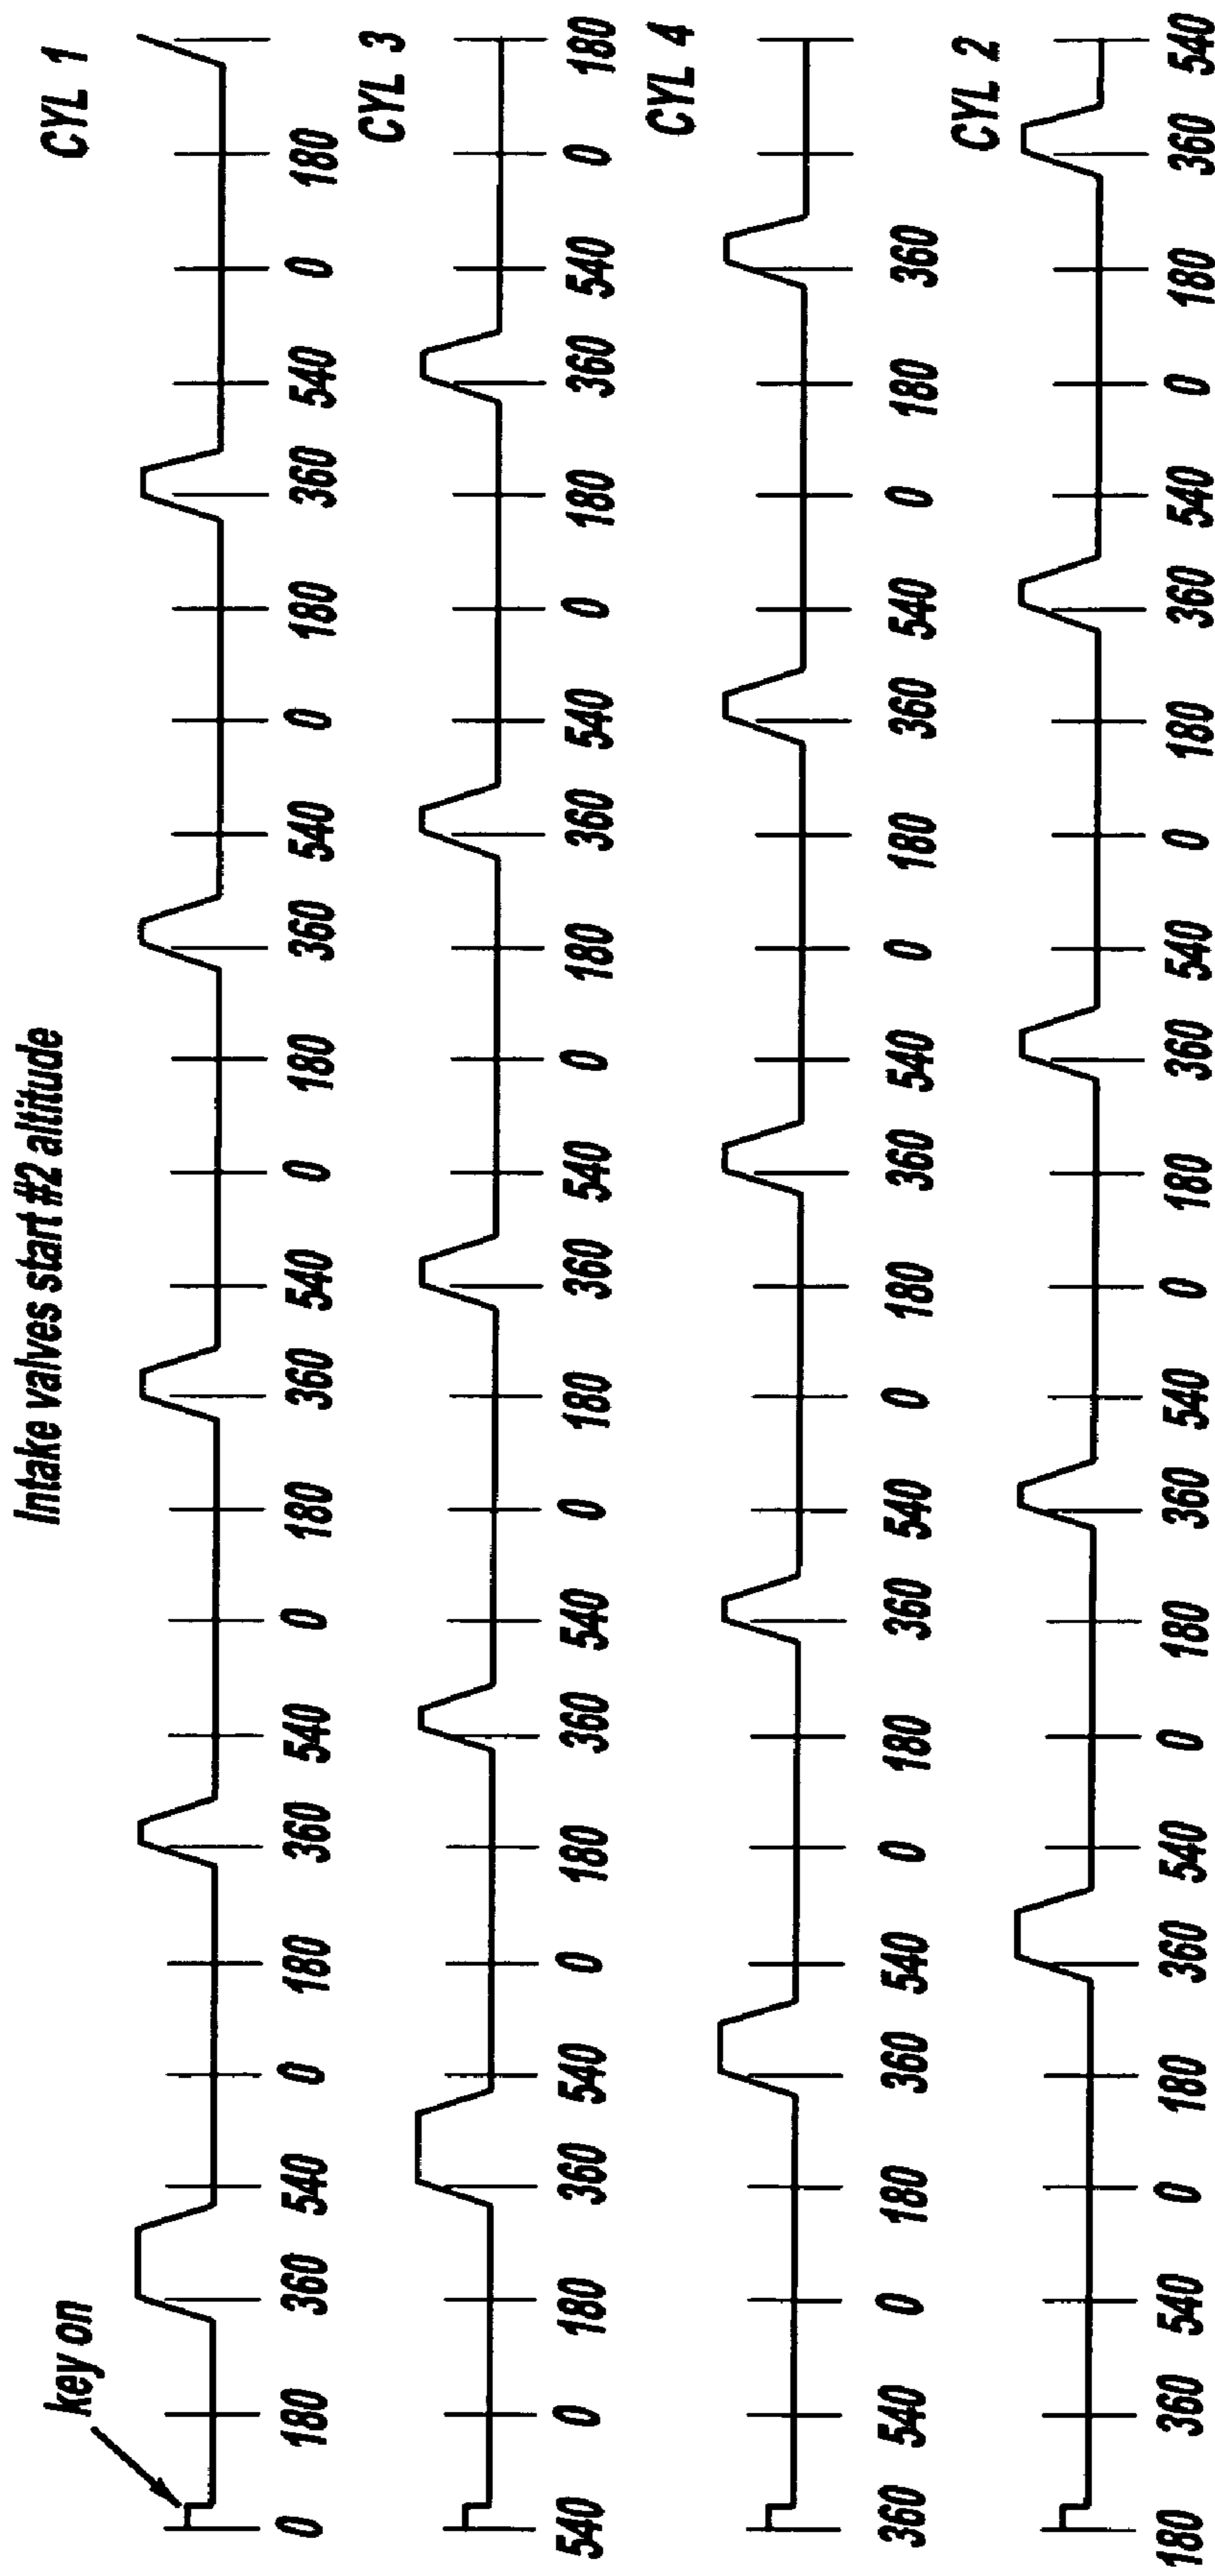 Intake valves start #2 altitude
key on
CYL 1
0 180 360 540 0 180 360 540 0 180 360 540 0 180 360 540 0 180 360 540 0 180
CYL 3
540 0 180 360 540 0 180 360 540 0 180 360 540 0 180 360 540 0 180 360 540 0 180
CYL 4
360 540 0 180 360 540 0 180 360 540 0 180 360 540 0 180 360 540 0 180 360
CYL 2
180 360 540 0 180 360 540 0 180 360 540 0 180 360 540 0 180 360 540 0 180 360 540